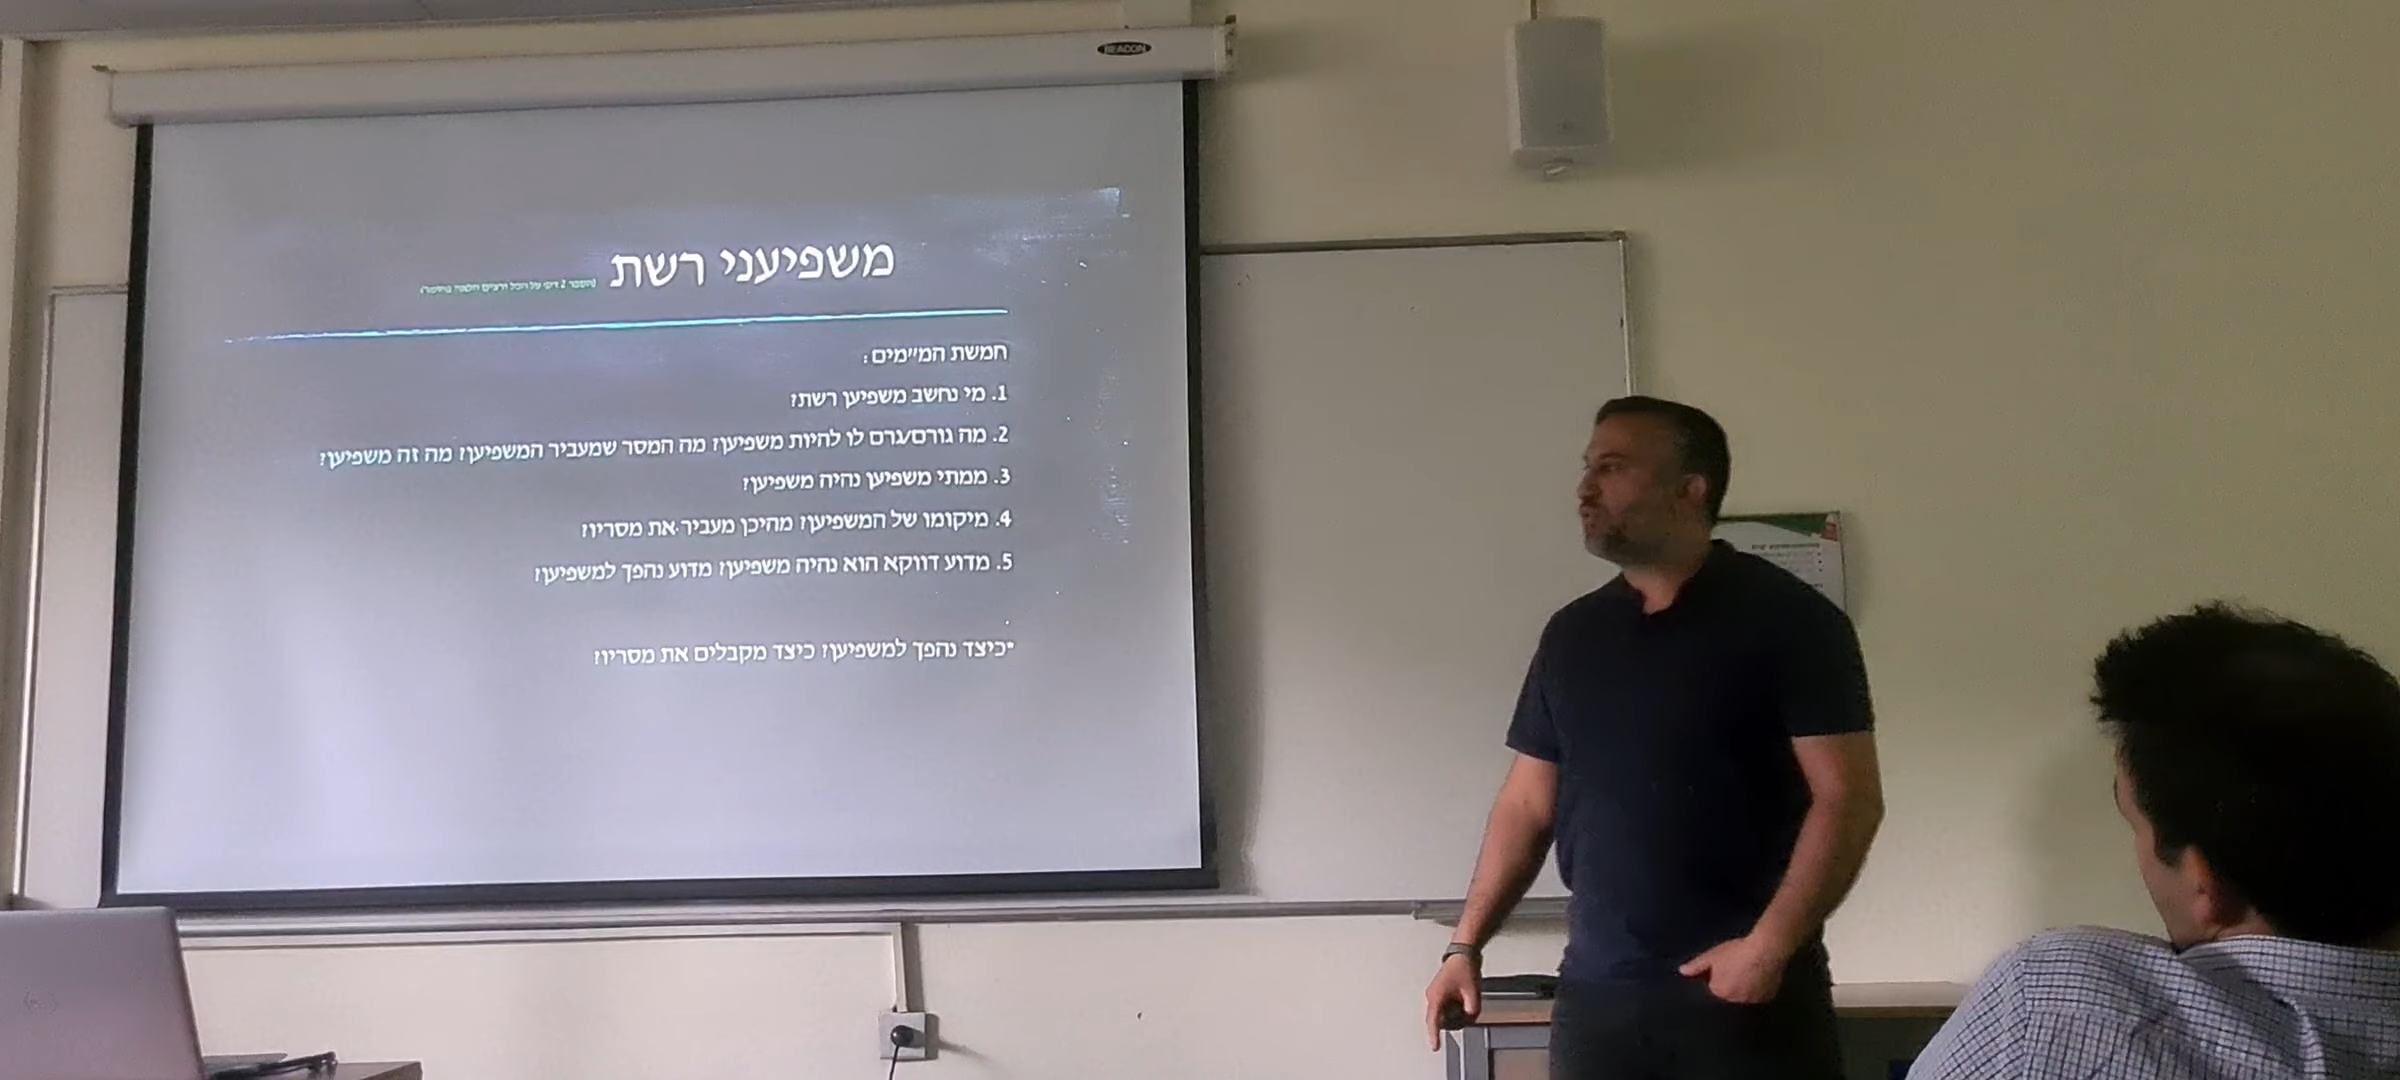 BEACON
משפיעני רשת
חמשת המ״מים:
1. מי נחשב משפיען רשת?
2. מה גורם/גרם לו להיות משפיען? מה המסר שמעביר המשפיען? מה זה משפיען?
3. ממתי משפיען נהיה משפיען?
4. מיקומו של המשפיען? מהיכן מעביר את מסריו?
5. מדוע דווקא הוא נהיה משפיען? מדוע נהפך למשפיען?
*כיצד נהפך למשפיען? כיצד מקבלים את מסריו?